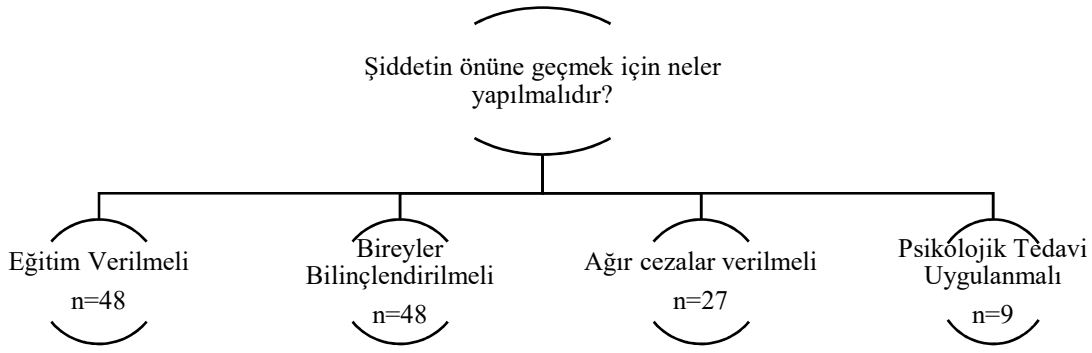 Şiddetin önüne geçmek için neler
yapılmalıdır?
Eğitim Verilmeli
n=48
Bireyler
Bilinçlendirilmeli
n=48
Ağır cezalar verilmeli
n=27
Psikolojik Tedavi
Uygulanmalı
n=9